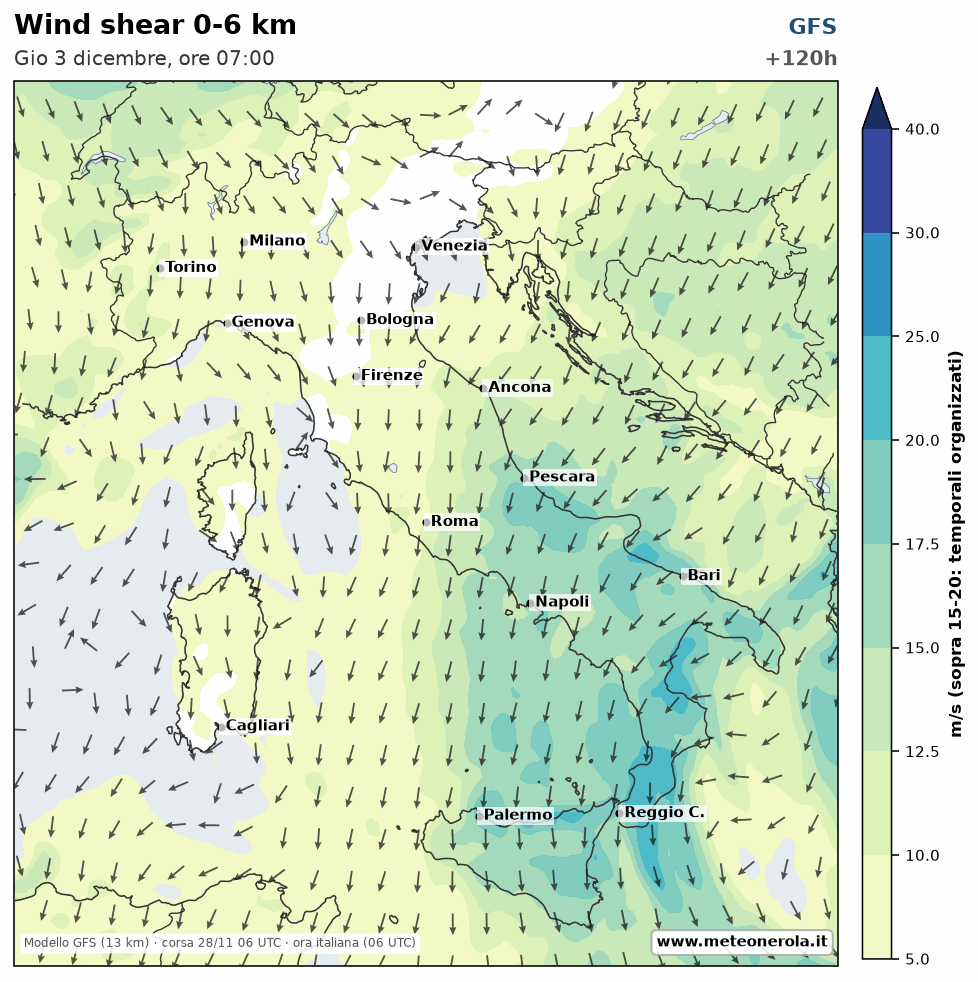 Wind shear 0-6 km
GFS
Gio 3 dicembre, ore 07:00
+120h
Milano
Venezia
Torino
Genova
Bologna
Firenze
Ancona
Pescara
Roma
Bari
Napoli
Cagliari
Palermo
Reggio C.
Modello GFS (13 km) · corsa 28/11 06 UTC · ora italiana (06 UTC)
www.meteonerola.it
40.0
30.0
25.0
20.0
17.5
15.0
12.5
10.0
5.0
m/s (sopra 15-20: temporali organizzati)